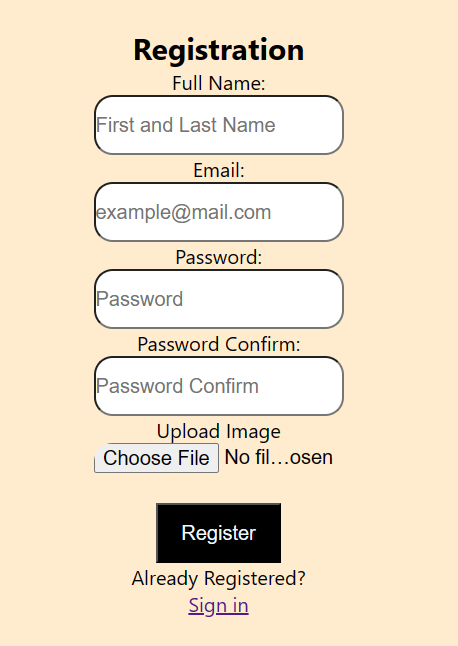 Registration
Full Name:
First and Last Name
Email:
example@mail.com
Password:
Password
Password Confirm:
Password Confirm
Upload Image
Choose File No fil…osen
Register
Already Registered?
Sign in